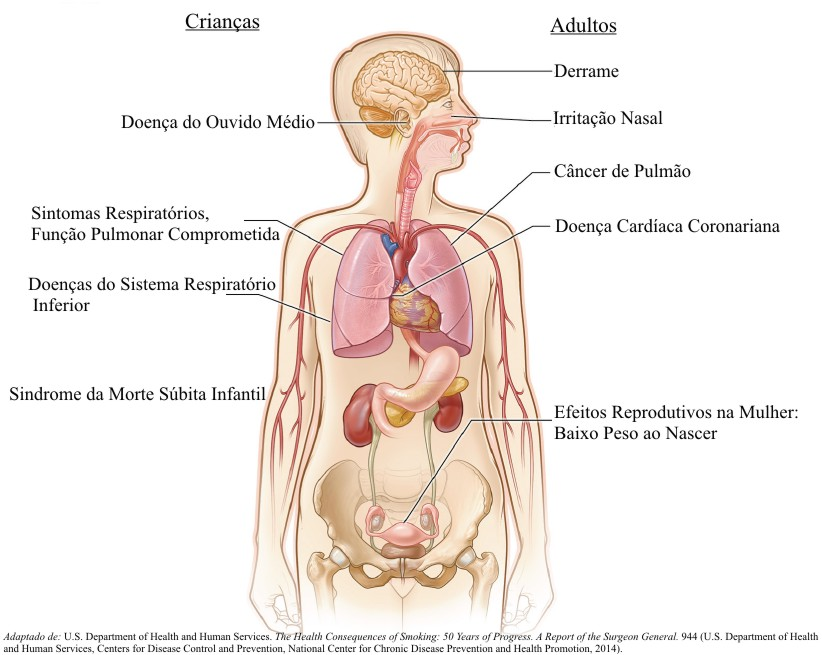 Crianças
Adultos
Derrame
Doença do Ouvido Médio
Irritação Nasal
Câncer de Pulmão
Sintomas Respiratórios,
Função Pulmonar Comprometida
Doença Cardíaca Coronariana
Doenças do Sistema Respiratório
Inferior
Sindrome da Morte Súbita Infantil
Efeitos Reprodutivos na Mulher:
Baixo Peso ao Nascer
Adaptado de: U.S. Department of Health and Human Services. The Health Consequences of Smoking: 50 Years of Progress. A Report of the Surgeon General. 944 (U.S. Department of Health
and Human Services, Centers for Disease Control and Prevention, National Center for Chronic Disease Prevention and Health Promotion, 2014).